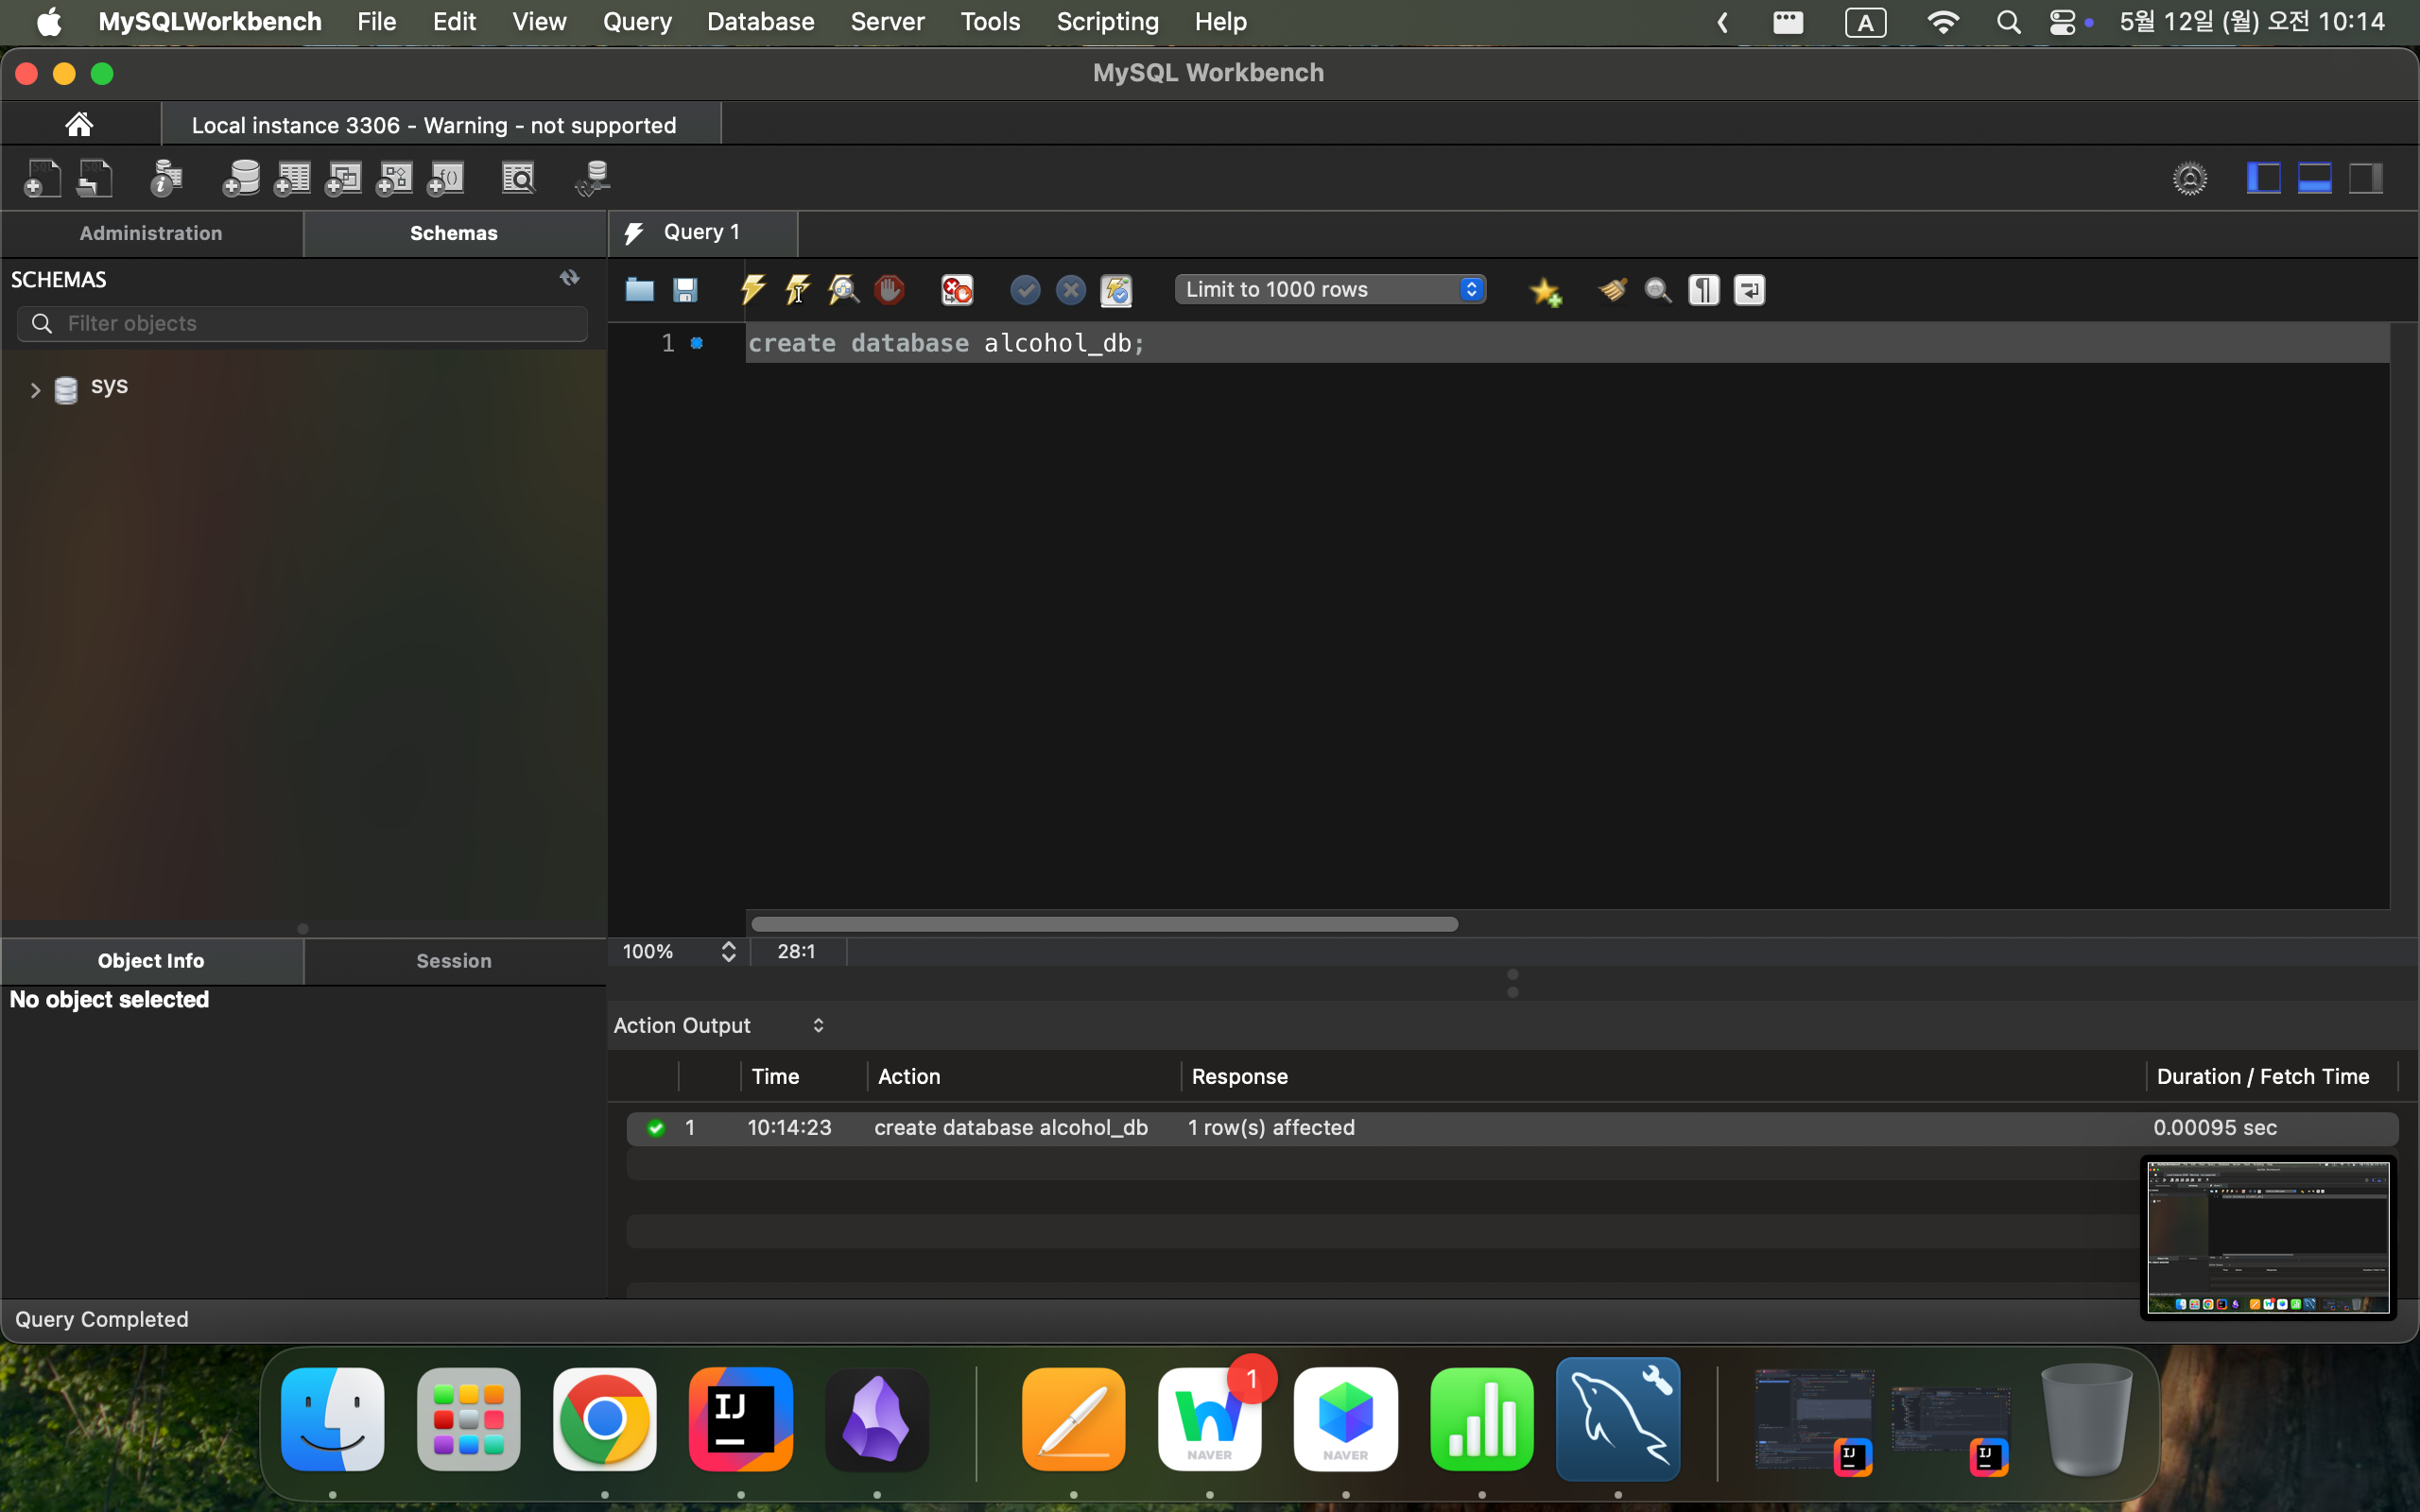 MySQLWorkbench File Edit View Query Database Server Tools Scripting Help A 5월 12일 (월) 오전 10:14
MySQL Workbench
Local instance 3306 - Warning - not supported
Administration Schemas Query 1
SCHEMAS
Limit to 1000 rows
Filter objects
1 create database alcohol_db;
sys
100% 28:1
Object Info Session
No object selected
Action Output
Time Action Response Duration / Fetch Time
1 10:14:23 create database alcohol_db 1 row(s) affected 0.00095 sec
Query Completed
1
IJ
NAVER
NAVER
IJ
IJ